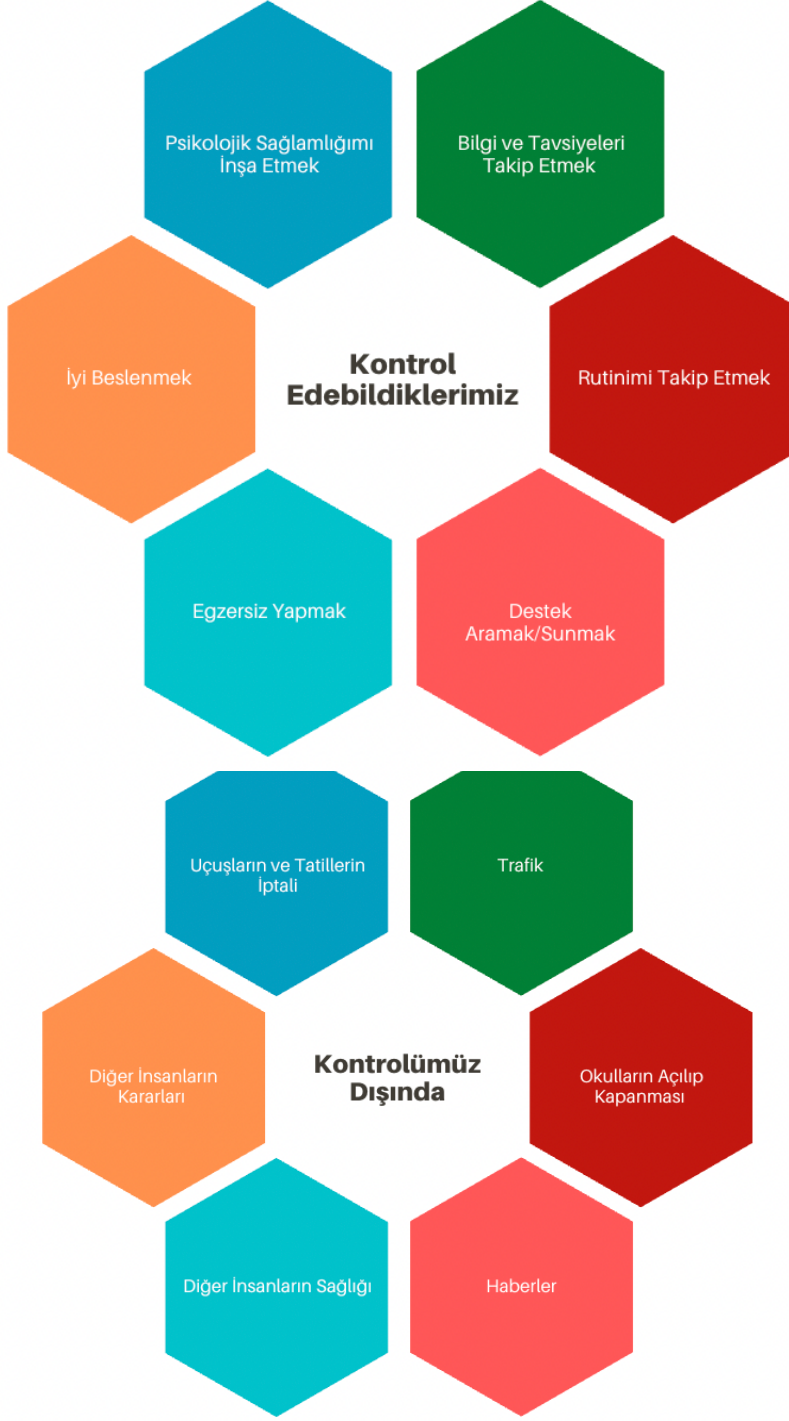 Psikolojik Sağlamlığımı
İnşa Etmek
Bilgi ve Tavsiyeleri
Takip Etmek
İyi Beslenmek
Kontrol
Edebildiklerimiz
Rutinimi Takip Etmek
Egzersiz Yapmak
Destek
Aramak/Sunmak
Uçuşların ve Tatillerin
İptali
Trafik
Diğer İnsanların
Kararları
Kontrolümüz
Dışında
Okulların Açılıp
Kapanması
Diğer İnsanların Sağlığı
Haberler